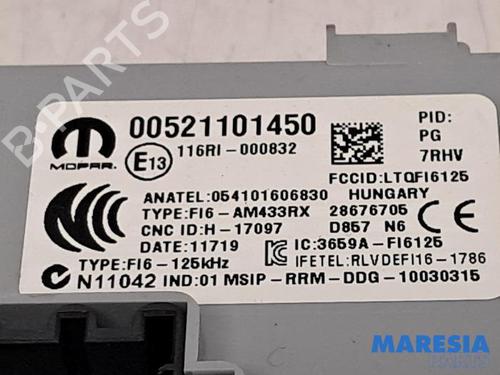 MOPAR.
00521101450
E13
116RI-000832
PID:
PG
7RHV
FCCID:LTQFI6125
ANATEL:054101606830 HUNGARY
TYPE:FI6-AM433RX 28676705
CNC ID:H-17097 D857 N6
DATE:11719 IC:3659A-FI6125
TYPE:FI6-125kHz IFETEL:RLVDEFI16-1786
N11042 IND:01 MSIP-RRM-DDG-10030315
B-PARTS
MARESIA
AUTO RECYCLING